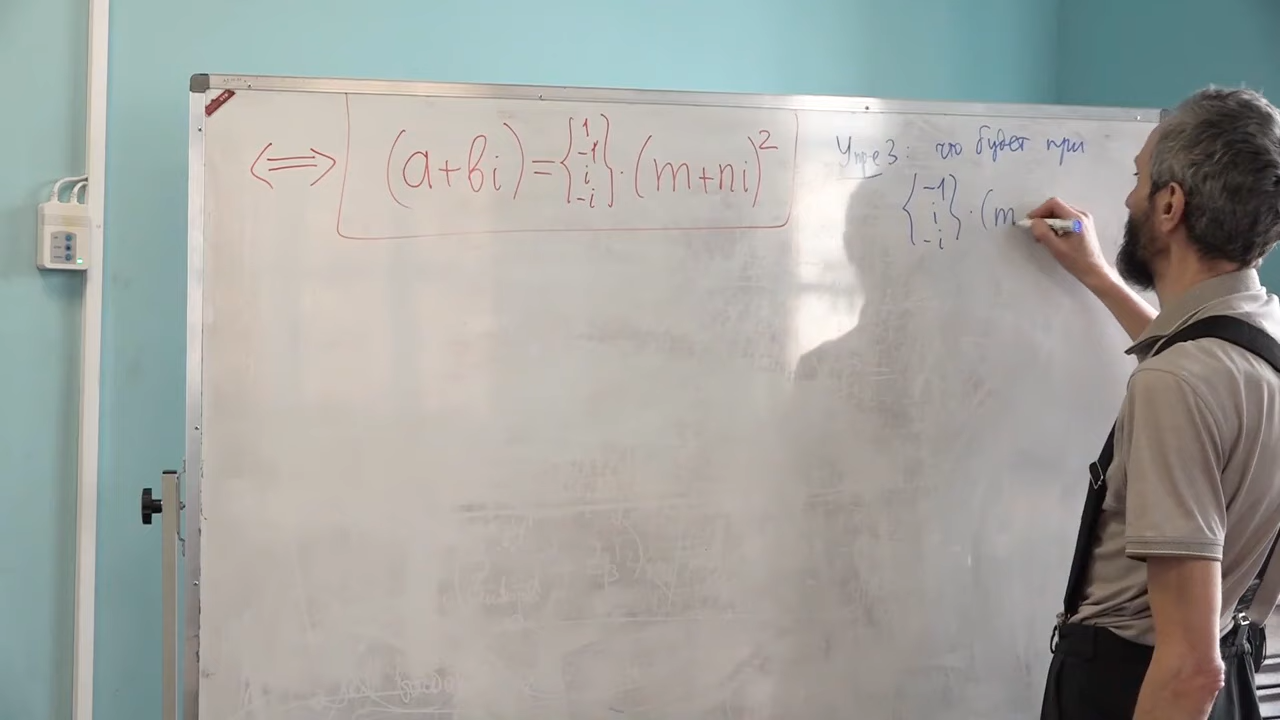 ⟺ (a+bi) = {1 -1 i -i} · (m+ni)²
Упр-е 3: что будет при
{-1 i -i} · (m